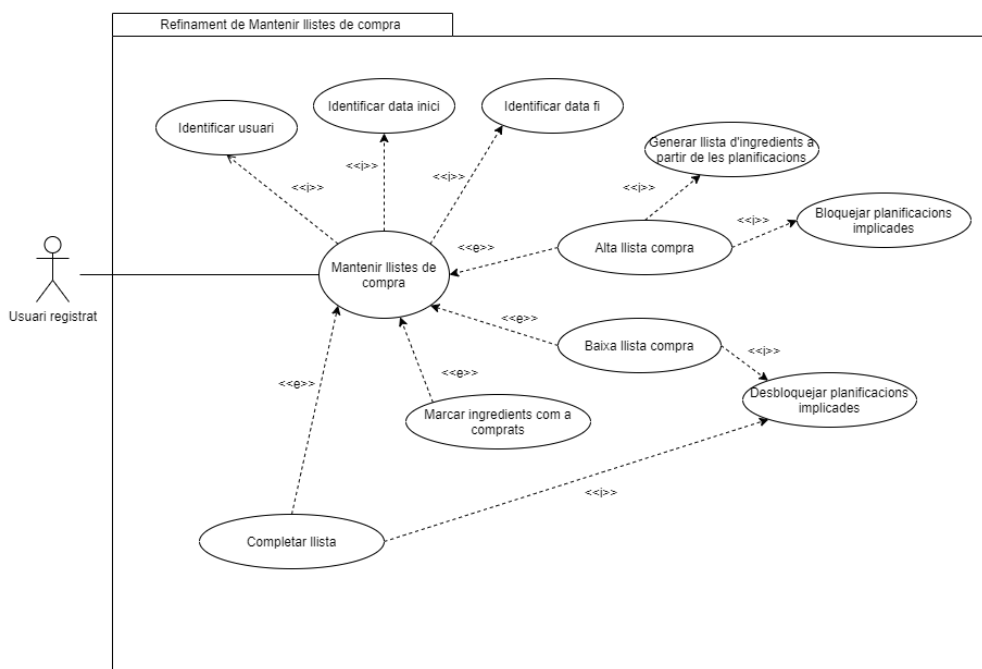 Refinament de Mantenir llistes de compra
Identificar usuari
Identificar data inici
Identificar data fi
Generar llista d'ingredients a
partir de les planificacions
<<i>>
<<i>>
<<i>>
<<i>>
Bloquejar planificacions
implicades
<<i>>
Alta llista compra
<<e>>
Mantenir llistes de
compra
Usuari registrat
<<e>>
Baixa llista compra
<<i>>
Desbloquejar planificacions
implicades
<<e>>
<<e>>
Marcar ingredients com a
comprats
<<i>>
Completar llista